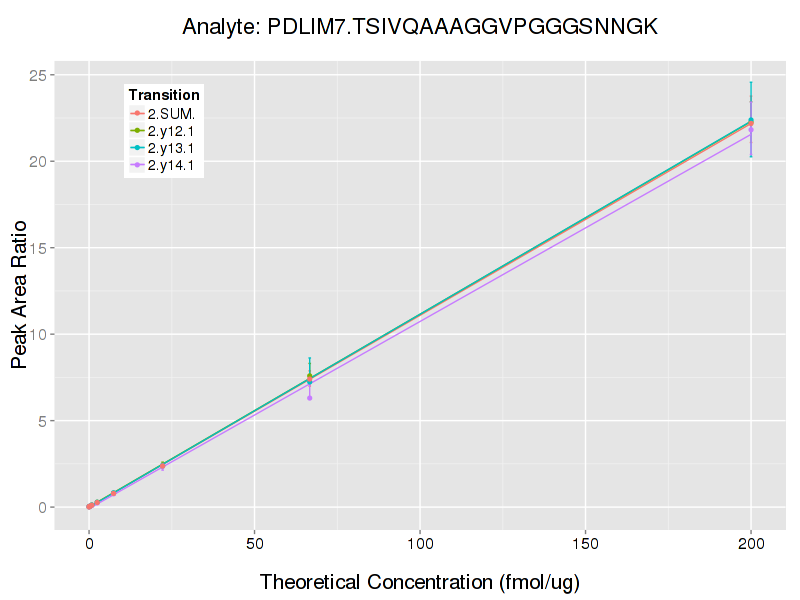 Analyte: PDLIM7.TSIVQAAAGGVPGGGSNNGK
25
20
15
10
5
0
Peak Area Ratio
Transition
2.SUM.
2.y12.1
2.y13.1
2.y14.1
0 50 100 150 200
Theoretical Concentration (fmol/ug)